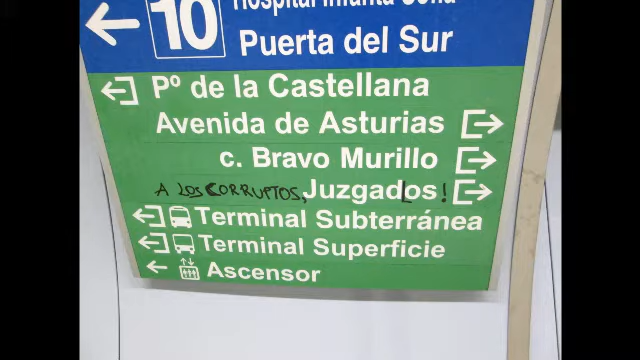 10 Hospital Infanta Sofía
Puerta del Sur
Pº de la Castellana
Avenida de Asturias
c. Bravo Murillo
A LOS CORRUPTOS, JuzgadLos!
Terminal Subterránea
Terminal Superficie
Ascensor